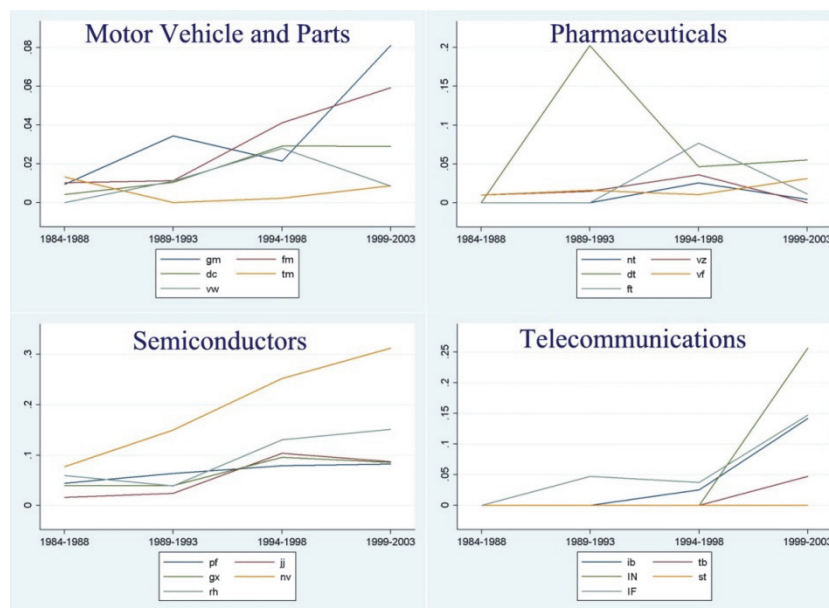 Motor Vehicle and Parts
.08
.06
.04
.02
0
1984-1988 1989-1993 1994-1998 1999-2003
gm fm
dc tm
vw
Pharmaceuticals
.2
.15
.1
.05
0
1984-1988 1989-1993 1994-1998 1999-2003
nt vz
dt vf
ft
Semiconductors
.3
.2
.1
0
1984-1988 1989-1993 1994-1998 1999-2003
pf jj
gx nv
rh
Telecommunications
.25
.15
.05
0
1984-1988 1989-1993 1994-1998 1999-2003
ib tb
IN st
IF